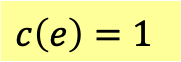 c(e) = 1